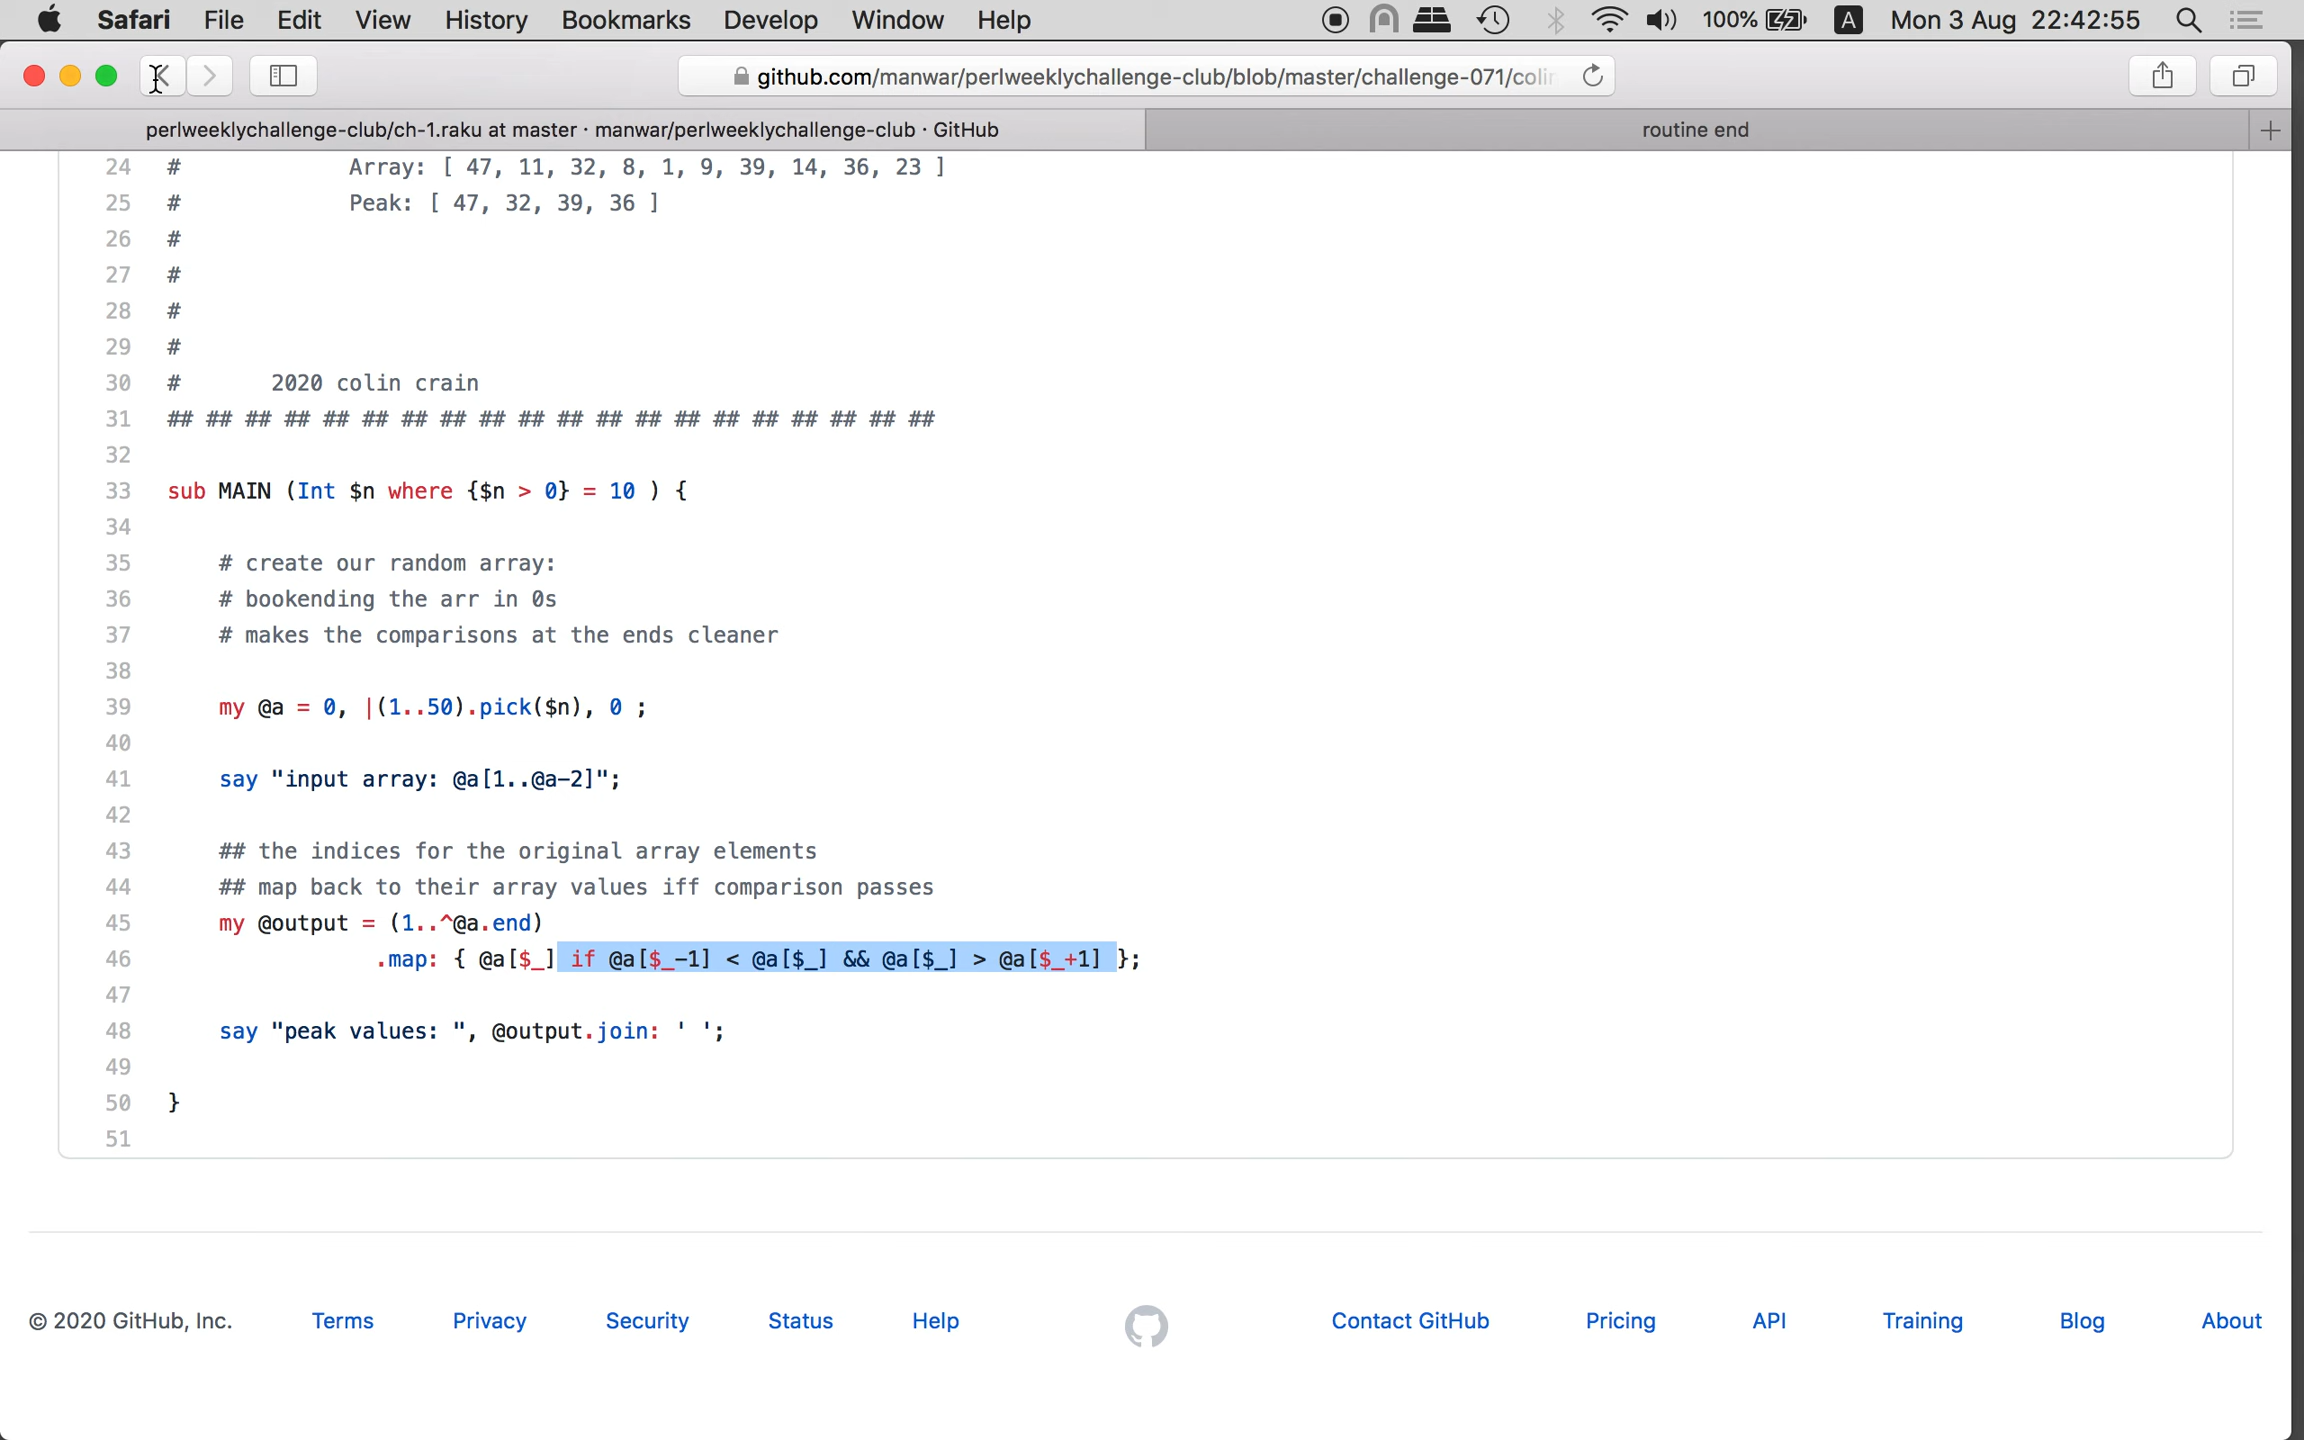 Safari File Edit View History Bookmarks Develop Window Help 100% A Mon 3 Aug 22:42:55
github.com/manwar/perlweeklychallenge-club/blob/master/challenge-071/colin
perlweeklychallenge-club/ch-1.raku at master · manwar/perlweeklychallenge-club · GitHub routine end +
24 # Array: [ 47, 11, 32, 8, 1, 9, 39, 14, 36, 23 ]
25 # Peak: [ 47, 32, 39, 36 ]
26 #
27 #
28 #
29 #
30 # 2020 colin crain
31 ## ## ## ## ## ## ## ## ## ## ## ## ## ## ## ## ## ## ## ##
32
33 sub MAIN (Int $n where {$n > 0} = 10 ) {
34
35 # create our random array:
36 # bookending the arr in 0s
37 # makes the comparisons at the ends cleaner
38
39 my @a = 0, |(1..50).pick($n), 0 ;
40
41 say "input array: @a[1..@a-2]";
42
43 ## the indices for the original array elements
44 ## map back to their array values iff comparison passes
45 my @output = (1..^@a.end)
46 .map: { @a[$_] if @a[$_-1] < @a[$_] && @a[$_] > @a[$_+1] };
47
48 say "peak values: ", @output.join: ' ';
49
50 }
51
© 2020 GitHub, Inc. Terms Privacy Security Status Help Contact GitHub Pricing API Training Blog About